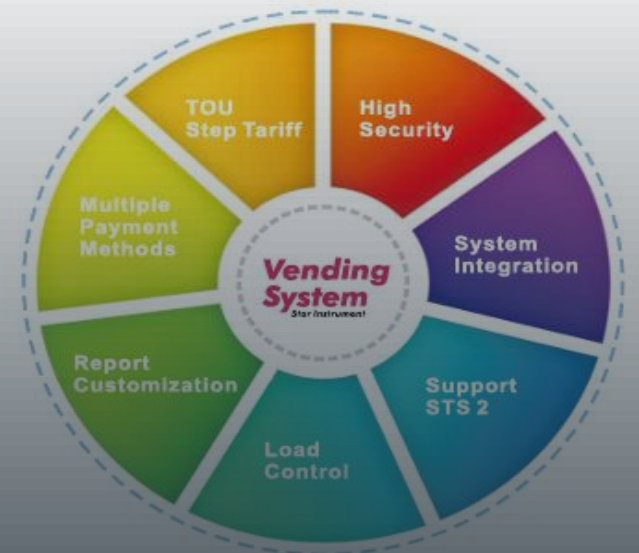 TOU
Step Tariff
High
Security
Multiple
Payment
Methods
System
Integration
Vending
System
Star Instrument
Report
Customization
Support
STS 2
Load
Control